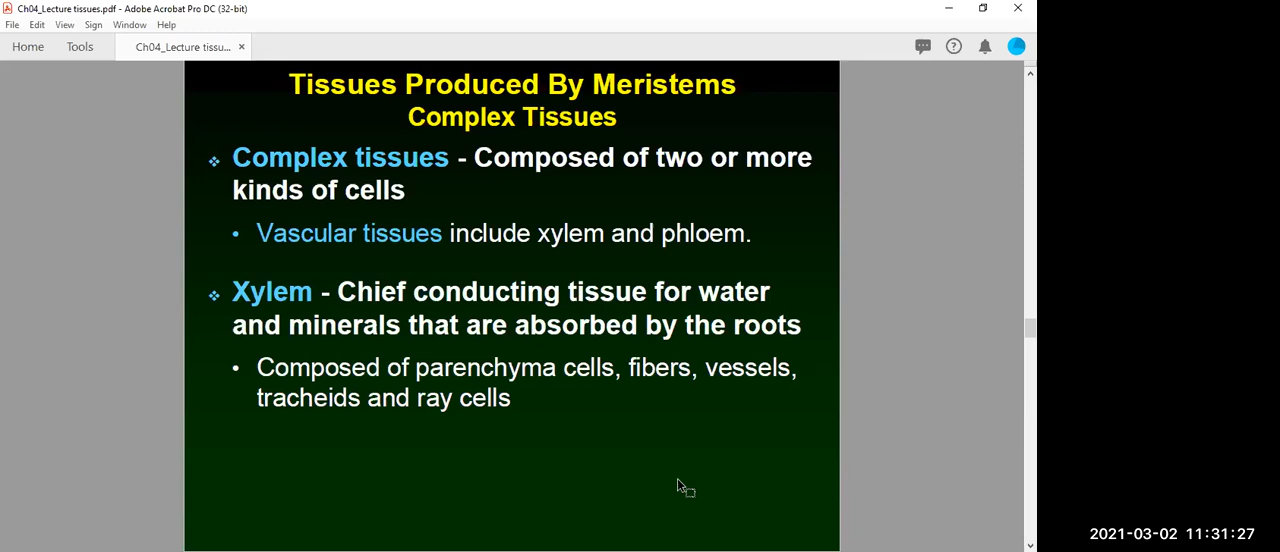 Ch04_Lecture tissues.pdf - Adobe Acrobat Pro DC (32-bit)
File Edit View Sign Window Help
Home Tools Ch04_Lecture tissu... ×
Tissues Produced By Meristems
Complex Tissues
❖ Complex tissues - Composed of two or more
kinds of cells
• Vascular tissues include xylem and phloem.
❖ Xylem - Chief conducting tissue for water
and minerals that are absorbed by the roots
• Composed of parenchyma cells, fibers, vessels,
tracheids and ray cells
2021-03-02 11:31:27